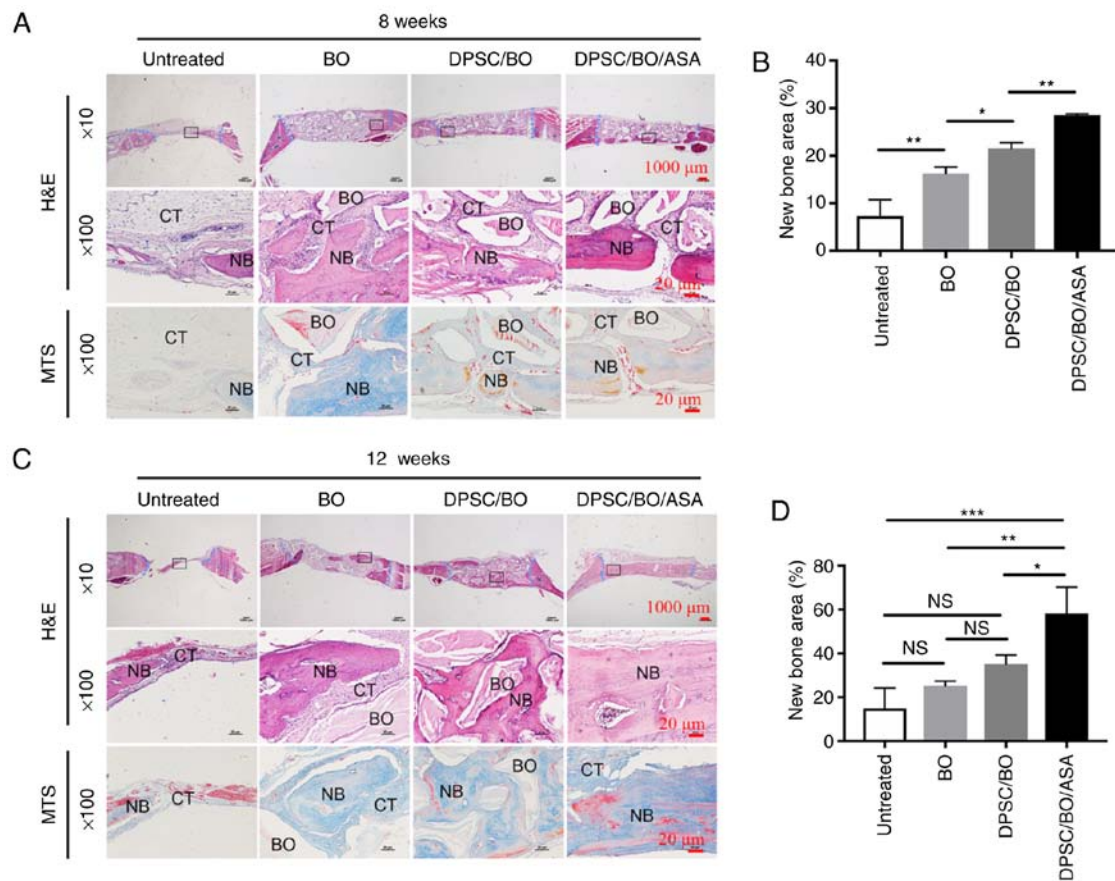 A
8 weeks
Untreated BO DPSC/BO DPSC/BO/ASA
H&E
×10
1000 μm
×100
CT NB
BO CT NB
CT BO NB
BO CT NB
20 μm
MTS
×100
CT NB
BO CT NB
BO CT NB
CT BO NB
20 μm
B
New bone area (%)
40
30
20
10
0
** * **
Untreated
BO
DPSC/BO
DPSC/BO/ASA
C
12 weeks
Untreated BO DPSC/BO DPSC/BO/ASA
H&E
×10
1000 μm
×100
NB CT
NB CT BO
BO NB
NB
20 μm
MTS
×100
NB CT
NB CT BO
NB BO
CT NB
20 μm
D
New bone area (%)
80
60
40
20
0
***
**
*
NS
NS
NS
Untreated
BO
DPSC/BO
DPSC/BO/ASA